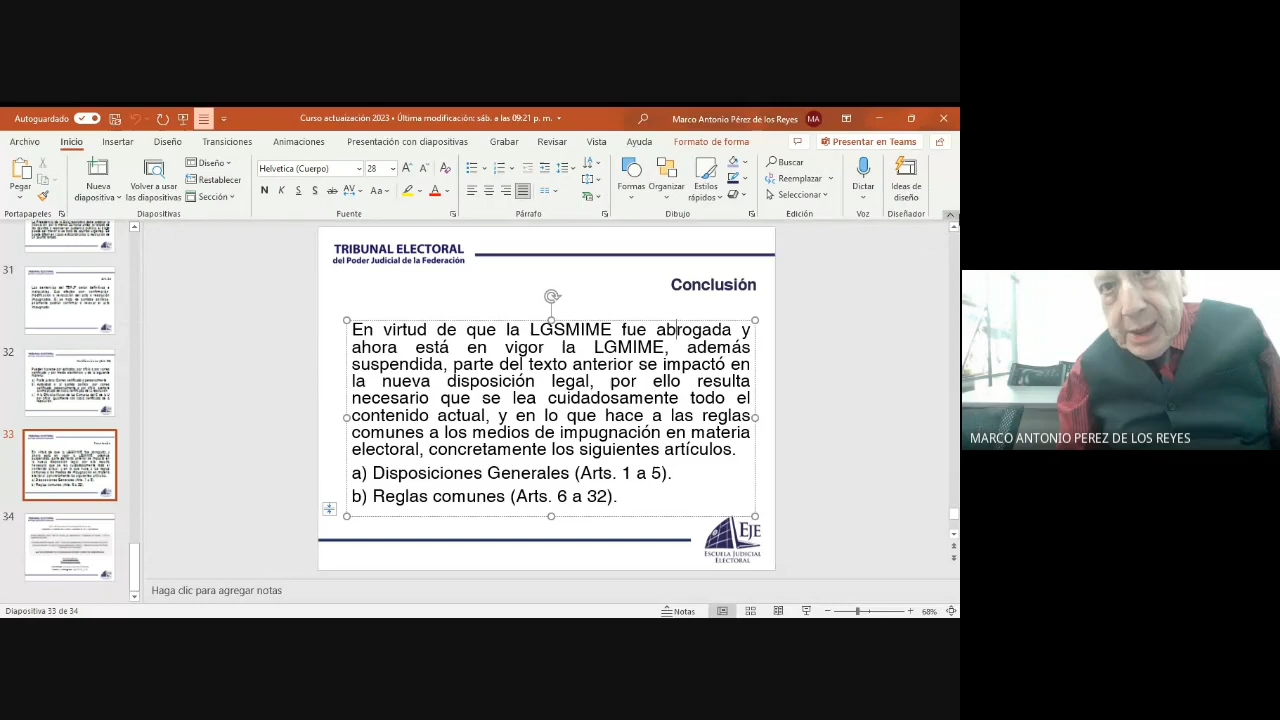 Autoguardado
Curso actuaización 2023 • Última modificación: sáb. a las 09:21 p. m.
Marco Antonio Pérez de los Reyes
MA
Archivo Inicio Insertar Diseño Transiciones Animaciones Presentación con diapositivas Grabar Revisar Vista Ayuda Formato de forma
Presentar en Teams
Pegar
Nueva diapositiva
Volver a usar las diapositivas
Diseño
Restablecer
Sección
Helvetica (Cuerpo) 28
N K S S ab AV Aa A
Formas
Organizar
Estilos rápidos
Buscar
Reemplazar
Seleccionar
Dictar
Ideas de diseño
Portapapeles Diapositivas Fuente Párrafo Dibujo Edición Voz Diseñador
31
32
33
34
TRIBUNAL ELECTORAL
del Poder Judicial de la Federación
Conclusión
En virtud de que la LGSMIME fue abrogada y
ahora está en vigor la LGMIME, además
suspendida, parte del texto anterior se impactó en
la nueva disposición legal, por ello resulta
necesario que se lea cuidadosamente todo el
contenido actual, y en lo que hace a las reglas
comunes a los medios de impugnación en materia
electoral, concretamente los siguientes artículos.
a) Disposiciones Generales (Arts. 1 a 5).
b) Reglas comunes (Arts. 6 a 32).
EJE
ESCUELA JUDICIAL
ELECTORAL
Haga clic para agregar notas
Diapositiva 33 de 34
Notas
68%
MARCO ANTONIO PEREZ DE LOS REYES